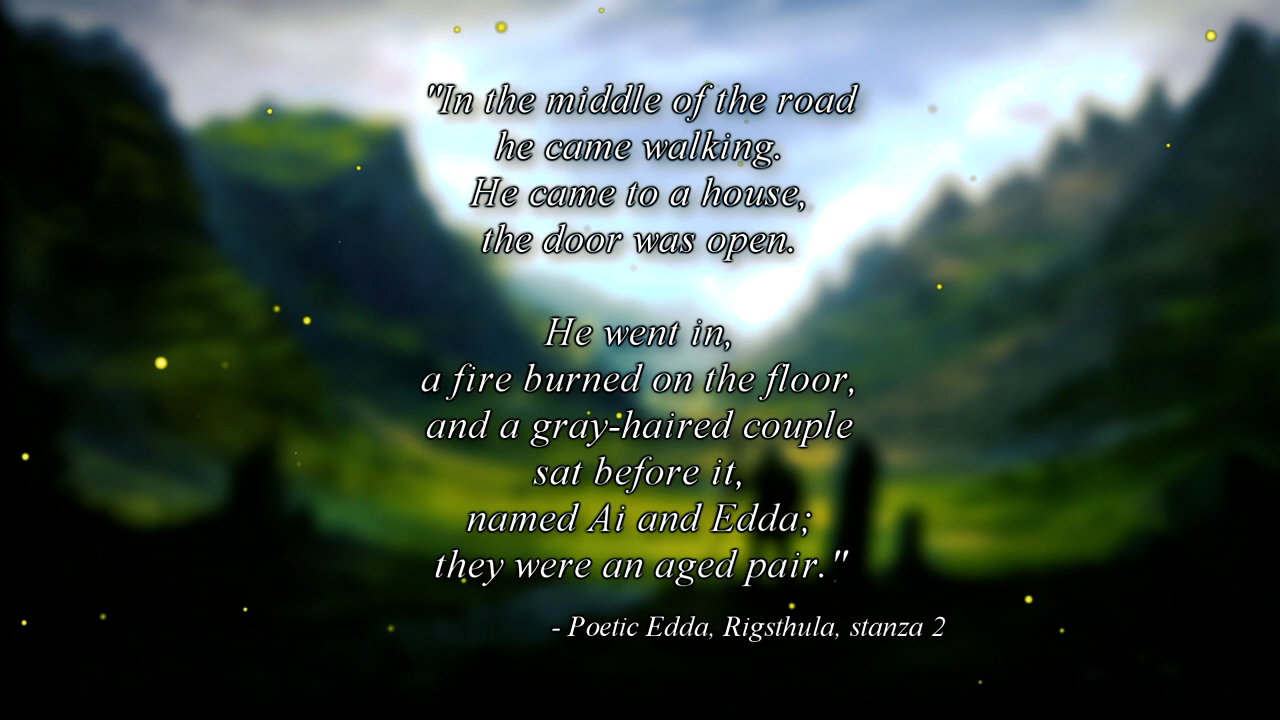 "In the middle of the road
he came walking.
He came to a house,
the door was open.
He went in,
a fire burned on the floor,
and a gray-haired couple
sat before it,
named Ai and Edda;
they were an aged pair."
- Poetic Edda, Rigsthula, stanza 2